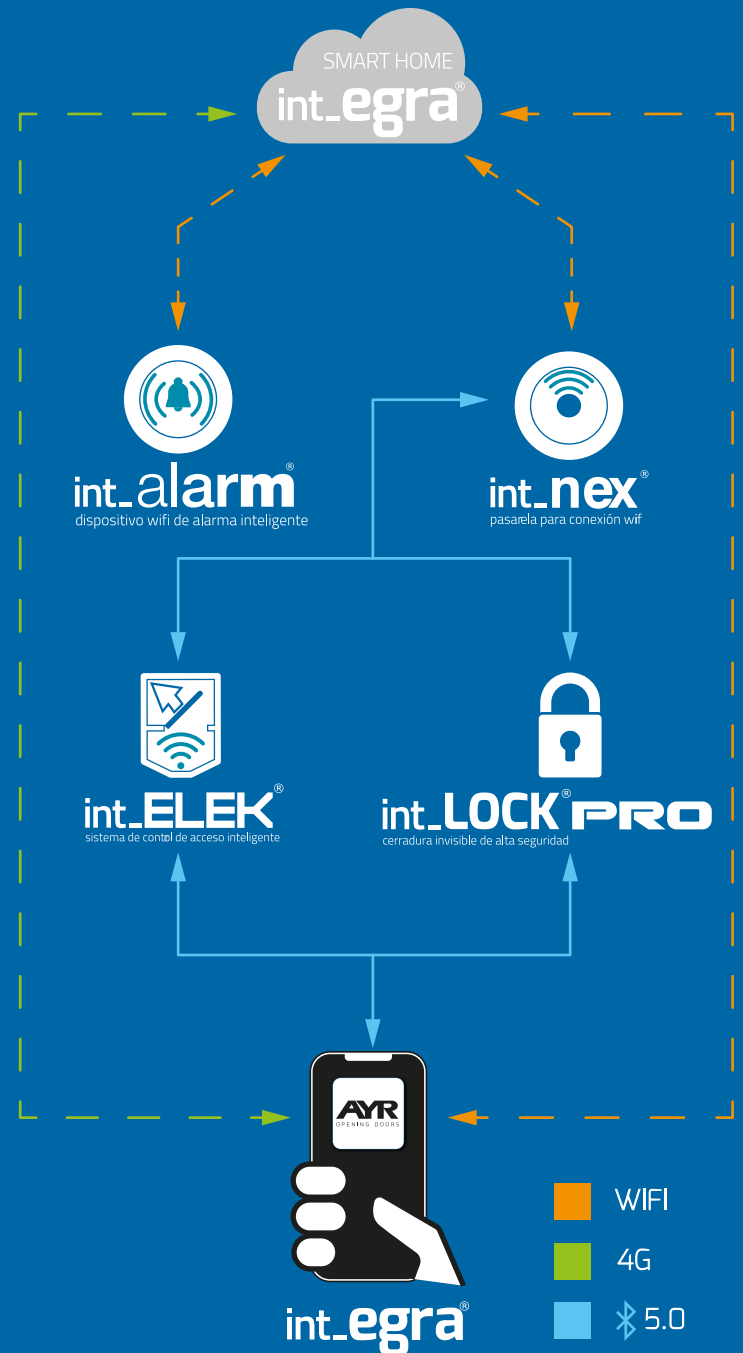 SMART HOME
int_egra®
int_alarm®
dispositivo wifi de alarma inteligente
int_nex®
pasarela para conexión wif
int_ELEK®
sistema de contol de acceso inteligente
int_LOCK® PRO
cerradura invisible de alta seguridad
AYR
OPENING DOORS
int_egra®
WIFI
4G
5.0